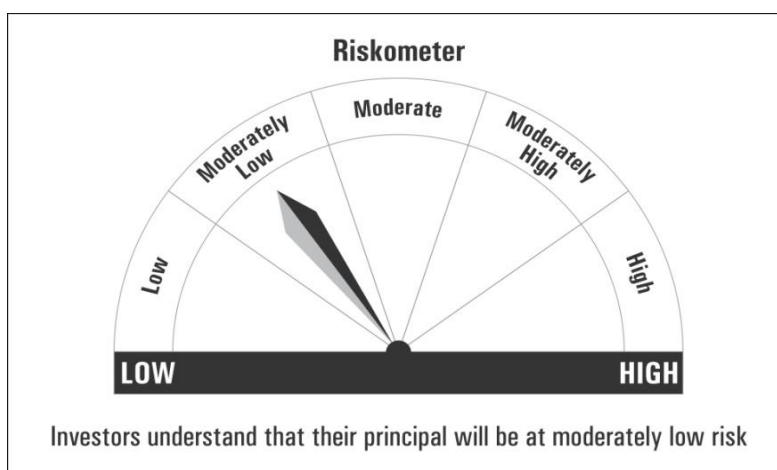 Riskometer
Low
Moderately
Low
Moderate
Moderately
High
High
LOW
HIGH
Investors understand that their principal will be at moderately low risk